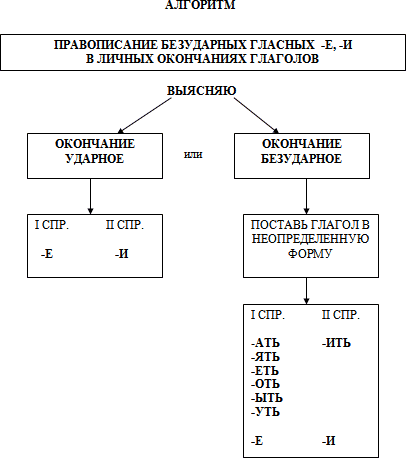 АЛГОРИТМ
ПРАВОПИСАНИЕ БЕЗУДАРНЫХ ГЛАСНЫХ -Е, -И
В ЛИЧНЫХ ОКОНЧАНИЯХ ГЛАГОЛОВ
ВЫЯСНЯЮ
ОКОНЧАНИЕ
УДАРНОЕ
или
ОКОНЧАНИЕ
БЕЗУДАРНОЕ
I СПР. II СПР.
-Е -И
ПОСТАВЬ ГЛАГОЛ В
НЕОПРЕДЕЛЕННУЮ
ФОРМУ
I СПР. II СПР.
-АТЬ -ИТЬ
-ЯТЬ
-ЕТЬ
-ОТЬ
-ЫТЬ
-УТЬ
-Е -И